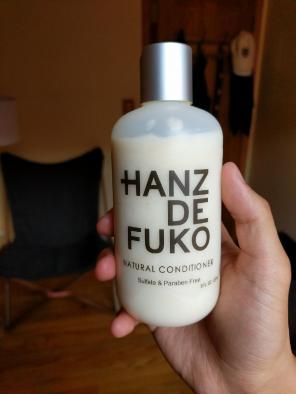 HANZ
DE
FUKO
NATURAL CONDITIONER
Sulfate & Paraben Free